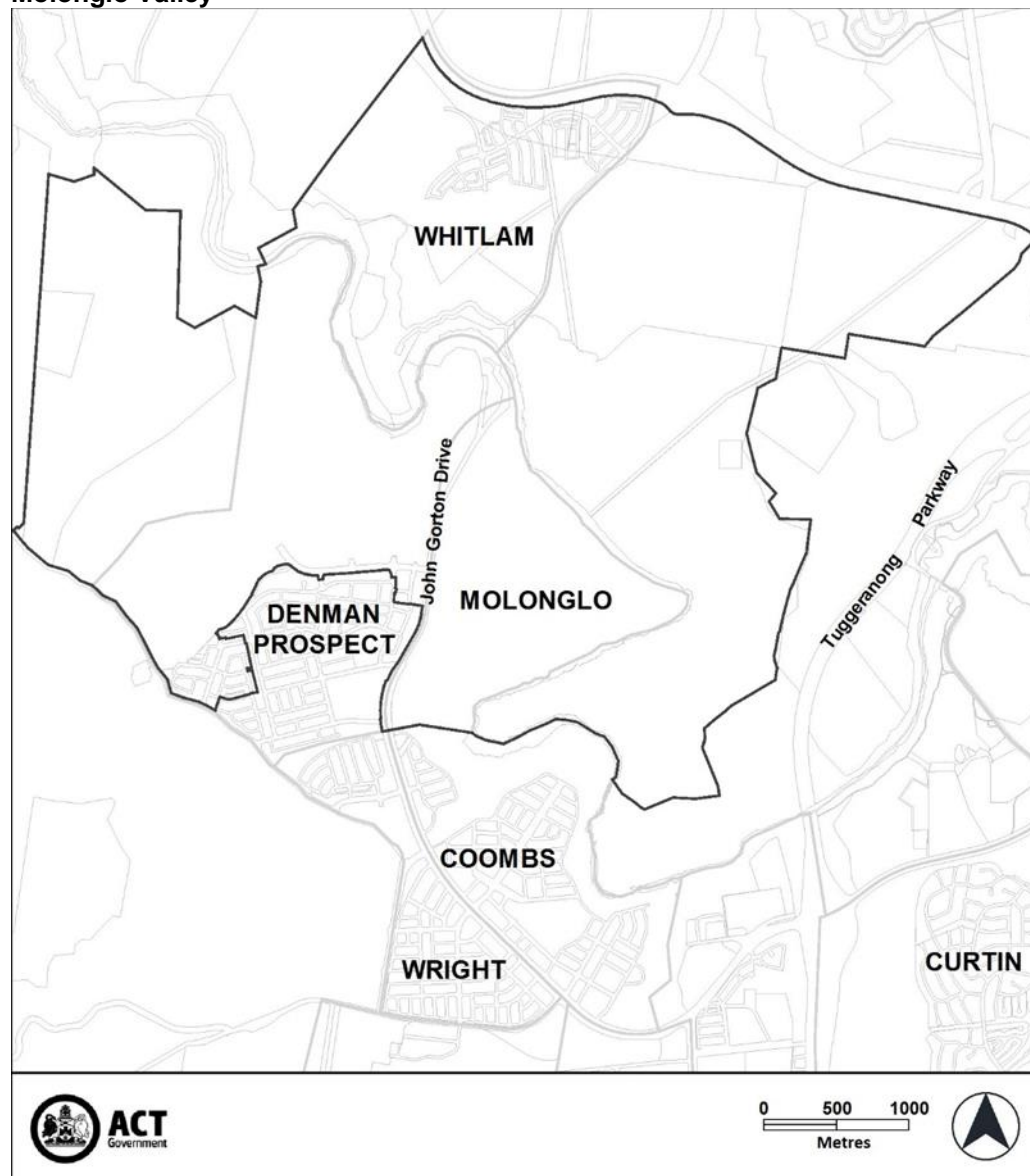 Molonglo Valley
WHITLAM
John Gorton Drive
MOLONGLO
Tuggeranong Parkway
DENMAN
PROSPECT
COOMBS
WRIGHT
CURTIN
ACT
Government
0 500 1000
Metres